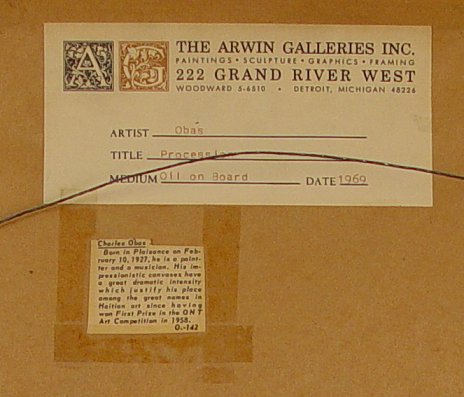 A G
THE ARWIN GALLERIES INC.
PAINTINGS • SCULPTURE • GRAPHICS • FRAMING
222 GRAND RIVER WEST
WOODWARD 5-6510 • DETROIT, MICHIGAN 48226
ARTIST Obas
TITLE Procession
MEDIUM Oil on Board DATE 1969
Charles Obas
Born in Plaisance on Feb-
ruary 10, 1927, he is a paint-
ter and a musician. His im-
pressionistic canvases have
a great dramatic intensity
which justify his place
among the great names in
Haitian art since having
won First Prize in the ONT
Art Competition in 1958.
O.-142